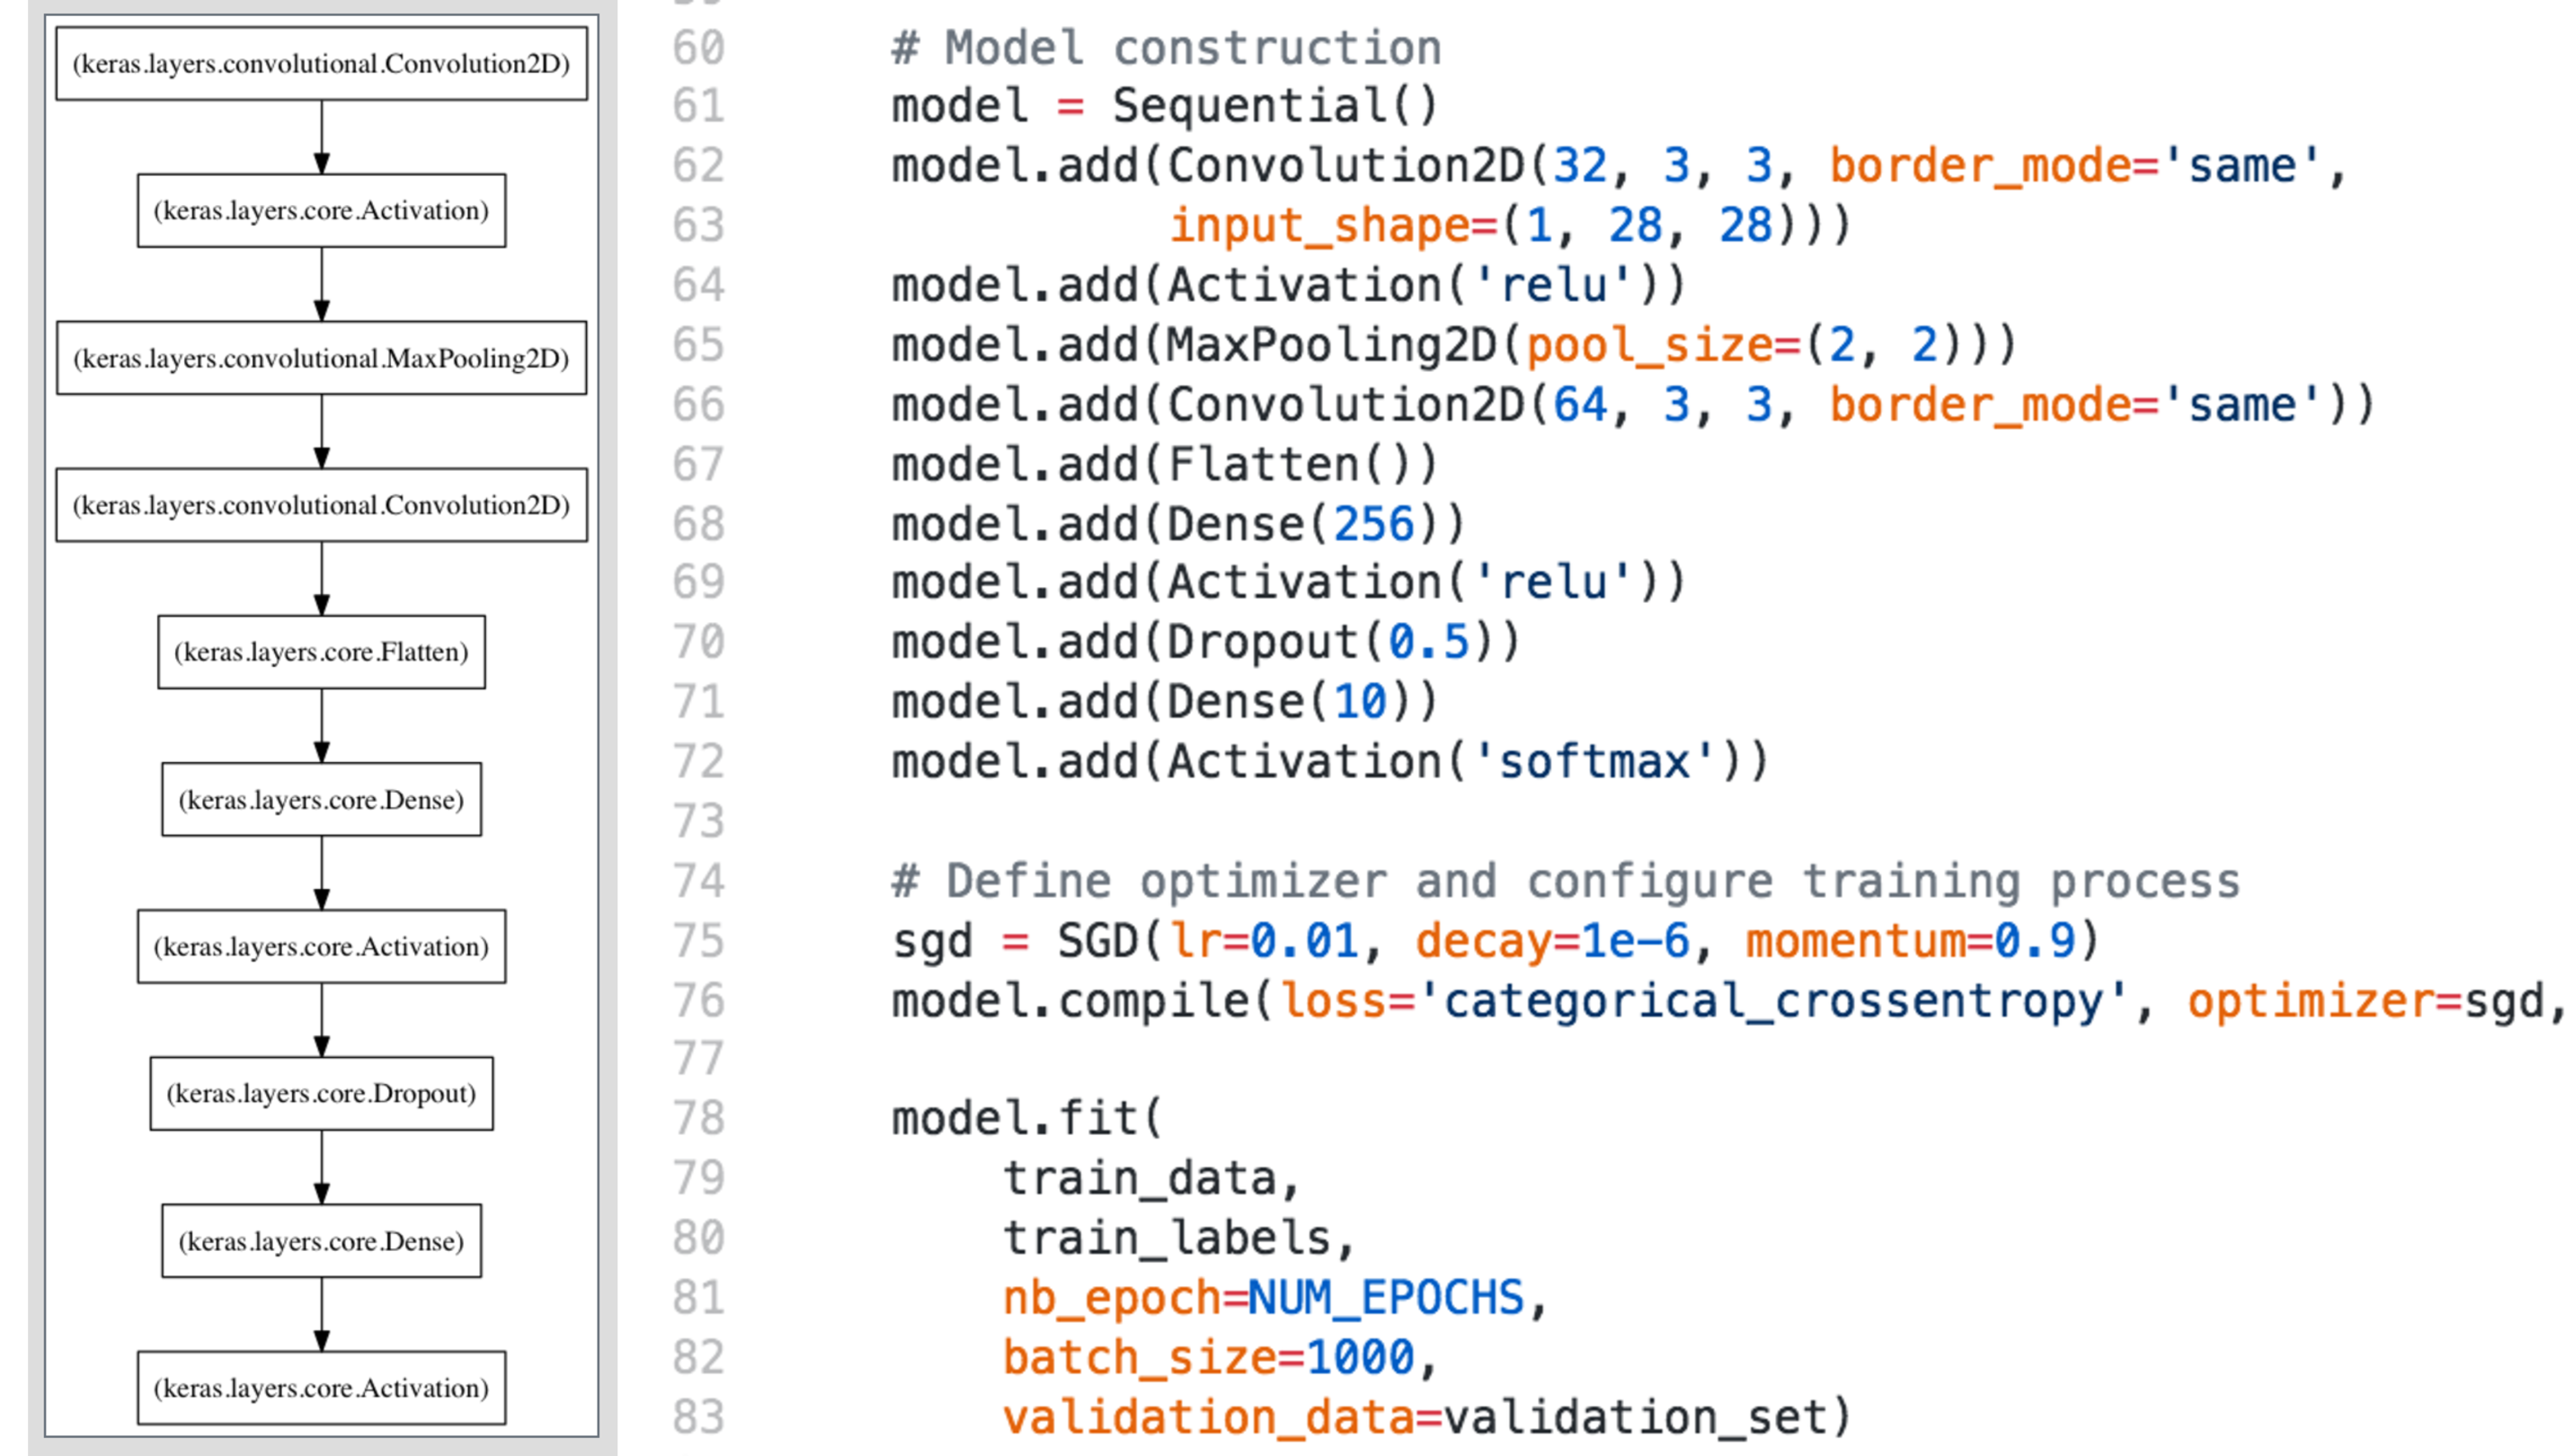 (keras.layers.convolutional.Convolution2D)
(keras.layers.core.Activation)
(keras.layers.convolutional.MaxPooling2D)
(keras.layers.convolutional.Convolution2D)
(keras.layers.core.Flatten)
(keras.layers.core.Dense)
(keras.layers.core.Activation)
(keras.layers.core.Dropout)
(keras.layers.core.Dense)
(keras.layers.core.Activation)
60 # Model construction
61 model = Sequential()
62 model.add(Convolution2D(32, 3, 3, border_mode='same',
63 input_shape=(1, 28, 28)))
64 model.add(Activation('relu'))
65 model.add(MaxPooling2D(pool_size=(2, 2)))
66 model.add(Convolution2D(64, 3, 3, border_mode='same'))
67 model.add(Flatten())
68 model.add(Dense(256))
69 model.add(Activation('relu'))
70 model.add(Dropout(0.5))
71 model.add(Dense(10))
72 model.add(Activation('softmax'))
73
74 # Define optimizer and configure training process
75 sgd = SGD(lr=0.01, decay=1e-6, momentum=0.9)
76 model.compile(loss='categorical_crossentropy', optimizer=sgd,
77
78 model.fit(
79 train_data,
80 train_labels,
81 nb_epoch=NUM_EPOCHS,
82 batch_size=1000,
83 validation_data=validation_set)